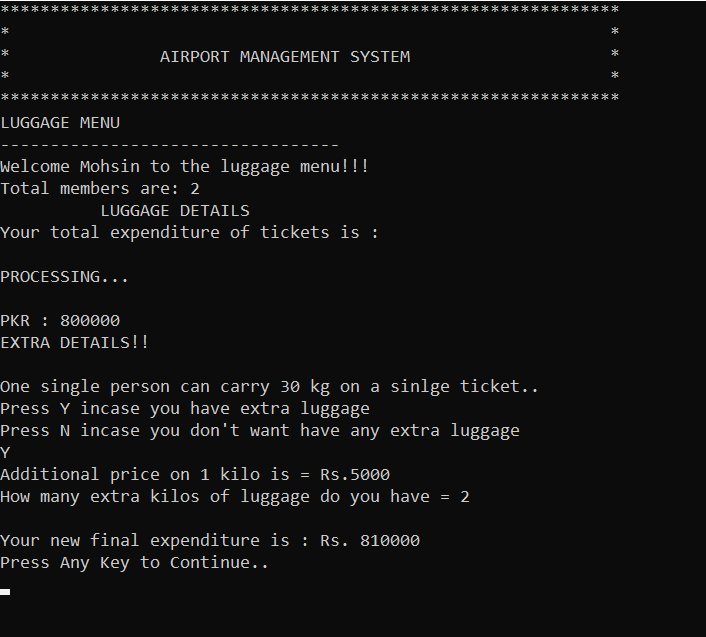 **************************************************************
*                                                            *
*               AIRPORT MANAGEMENT SYSTEM                    *
*                                                            *
**************************************************************
LUGGAGE MENU
----------------------------------
Welcome Mohsin to the luggage menu!!!
Total members are: 2
          LUGGAGE DETAILS
Your total expenditure of tickets is :

PROCESSING...

PKR : 800000
EXTRA DETAILS!!

One single person can carry 30 kg on a sinlge ticket..
Press Y incase you have extra luggage
Press N incase you don't want have any extra luggage
Y
Additional price on 1 kilo is = Rs.5000
How many extra kilos of luggage do you have = 2

Your new final expenditure is : Rs. 810000
Press Any Key to Continue..